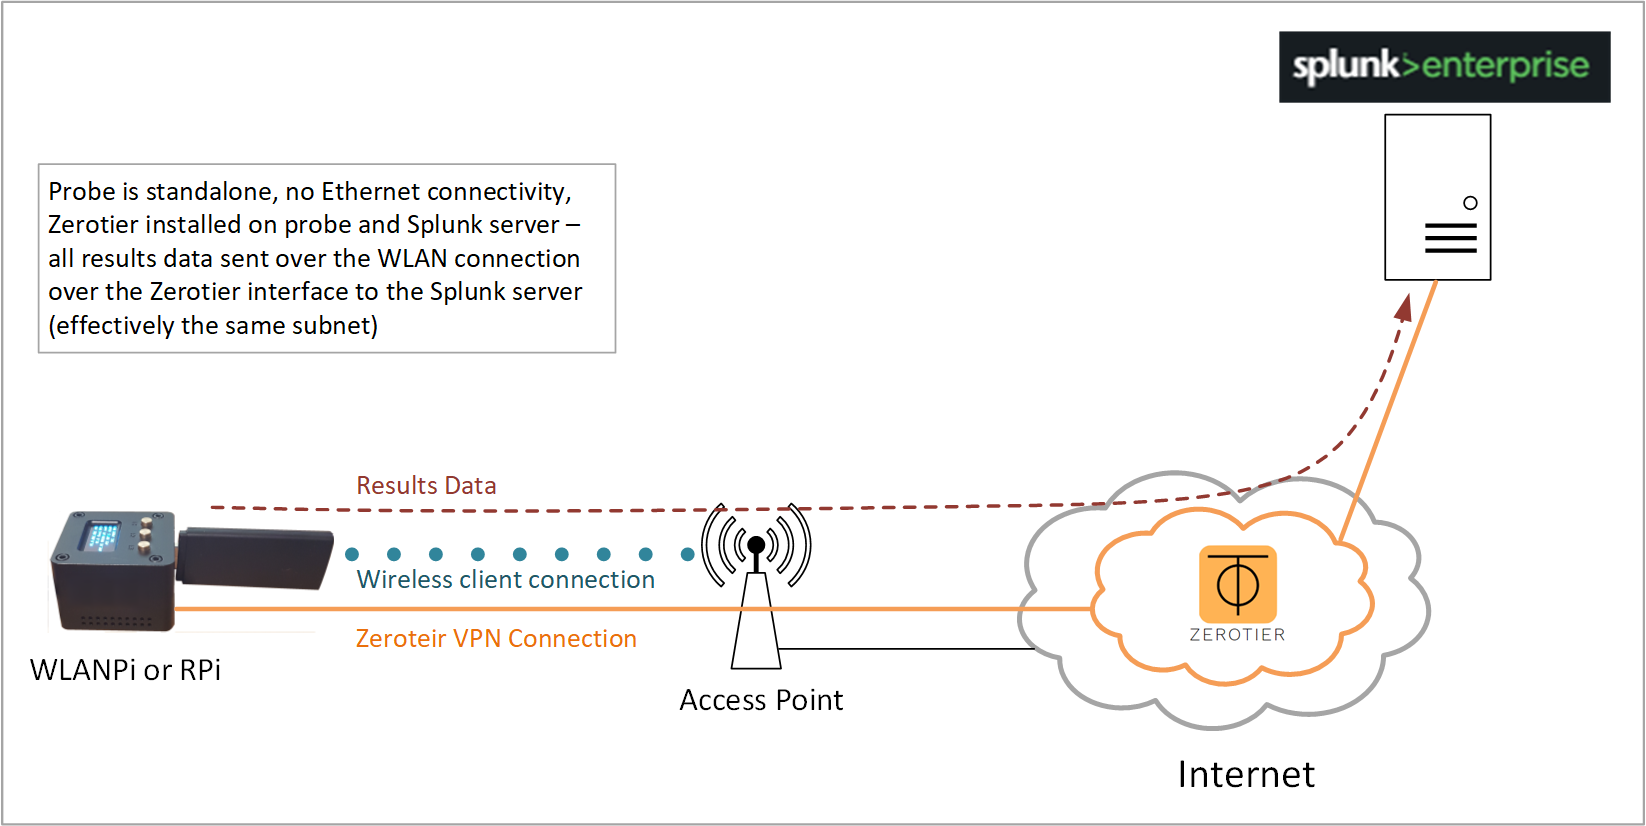 splunk>enterprise
Probe is standalone, no Ethernet connectivity,
Zerotier installed on probe and Splunk server –
all results data sent over the WLAN connection
over the Zerotier interface to the Splunk server
(effectively the same subnet)
Results Data
Wireless client connection
Zeroteir VPN Connection
ZEROTIER
WLANPi or RPi
Access Point
Internet